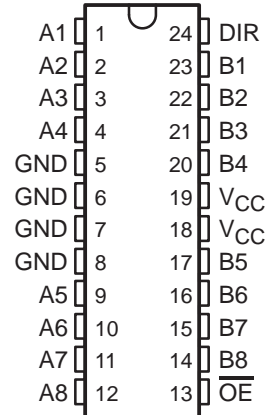 A1 1 24 DIR
A2 2 23 B1
A3 3 22 B2
A4 4 21 B3
GND 5 20 B4
GND 6 19 VCC
GND 7 18 VCC
GND 8 17 B5
A5 9 16 B6
A6 10 15 B7
A7 11 14 B8
A8 12 13 O̅E̅